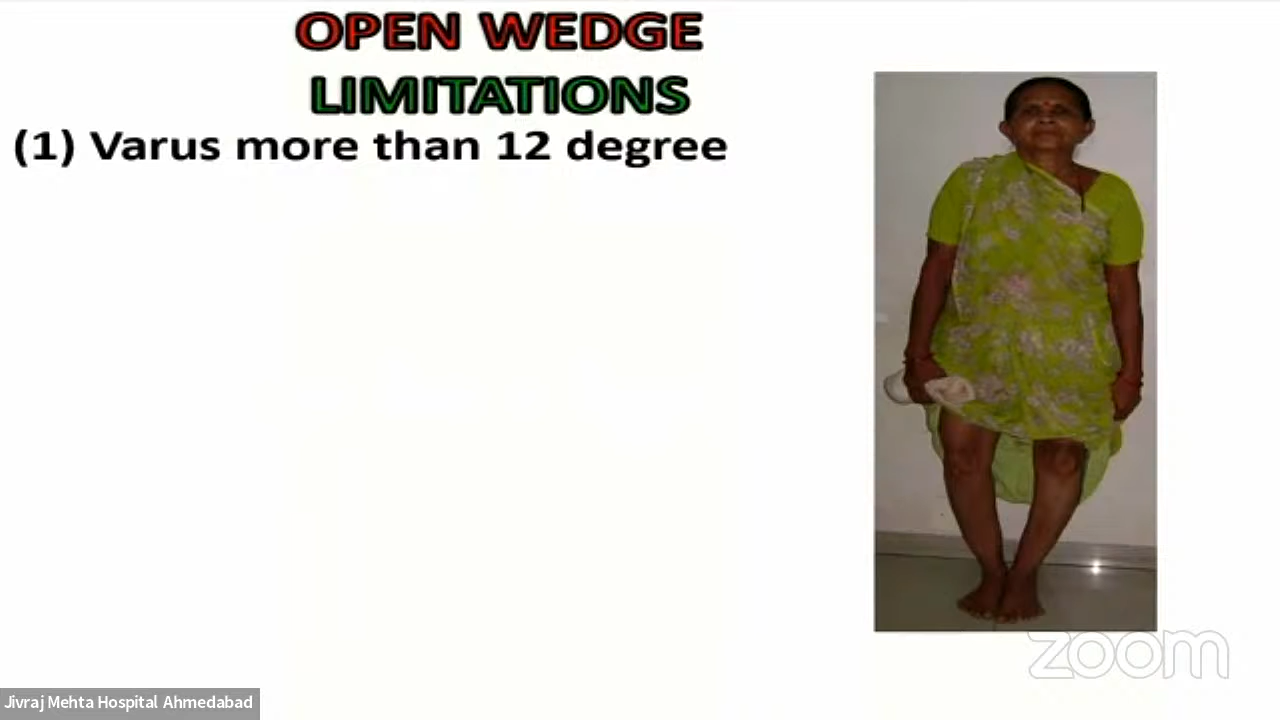 OPEN WEDGE
LIMITATIONS
(1) Varus more than 12 degree
zoom
Jivraj Mehta Hospital Ahmedabad